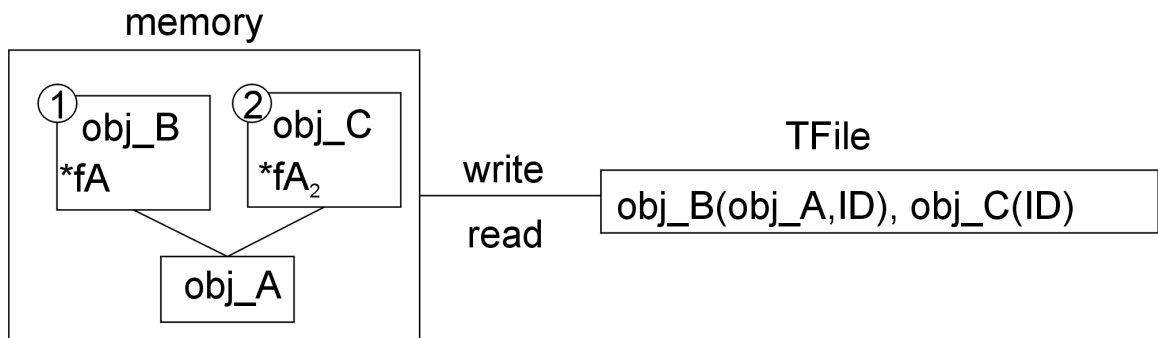 memory
1
obj_B
*fA
2
obj_C
*fA₂
obj_A
write
read
TFile
obj_B(obj_A,ID), obj_C(ID)